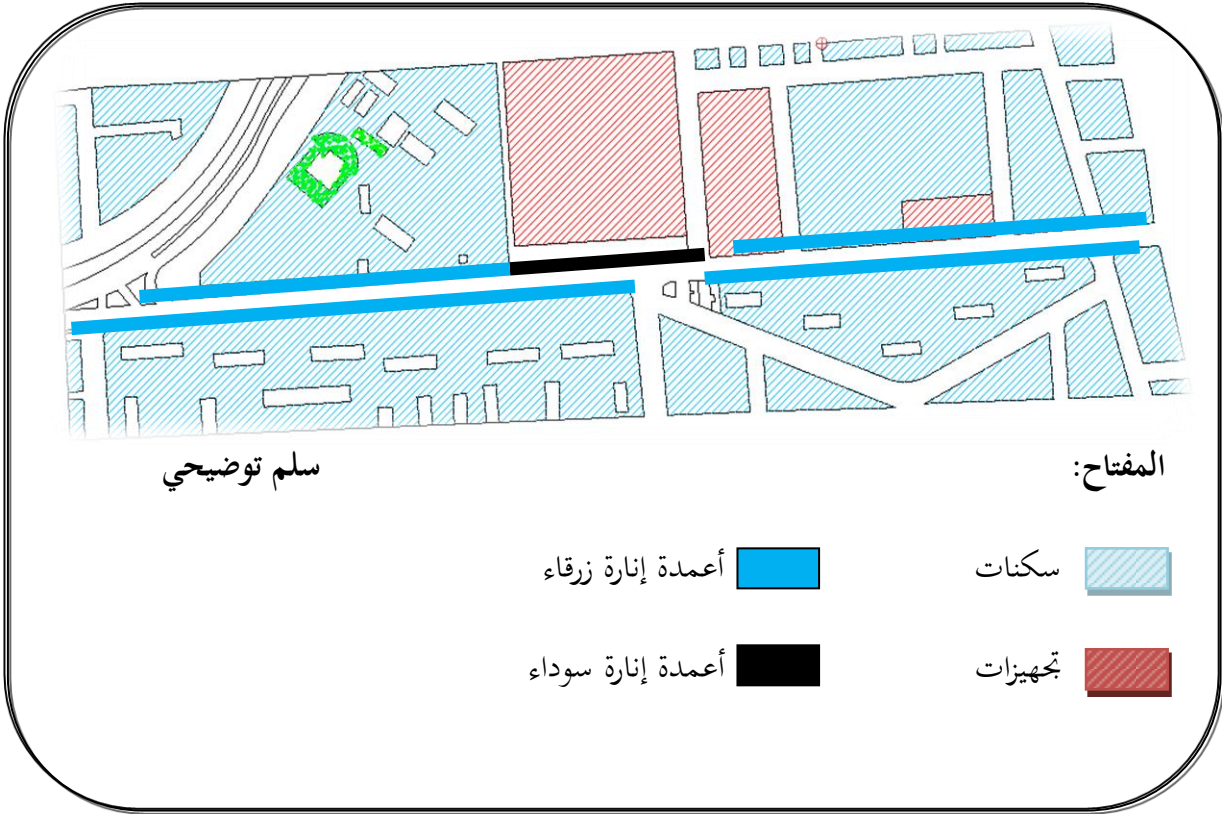 المفتاح:
سلم توضيحي
سكنات
أعمدة إنارة زرقاء
تجهيزات
أعمدة إنارة سوداء